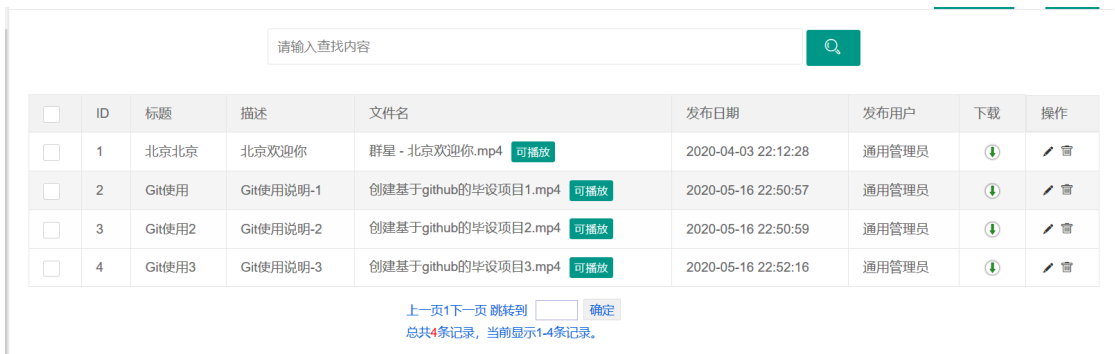 请输入查找内容
ID 标题 描述 文件名 发布日期 发布用户 下载 操作
1 北京北京 北京欢迎你 群星 - 北京欢迎你.mp4 可播放 2020-04-03 22:12:28 通用管理员
2 Git使用 Git使用说明-1 创建基于github的毕设项目1.mp4 可播放 2020-05-16 22:50:57 通用管理员
3 Git使用2 Git使用说明-2 创建基于github的毕设项目2.mp4 可播放 2020-05-16 22:50:59 通用管理员
4 Git使用3 Git使用说明-3 创建基于github的毕设项目3.mp4 可播放 2020-05-16 22:52:16 通用管理员
上一页1下一页 跳转到 确定
总共4条记录，当前显示1-4条记录。